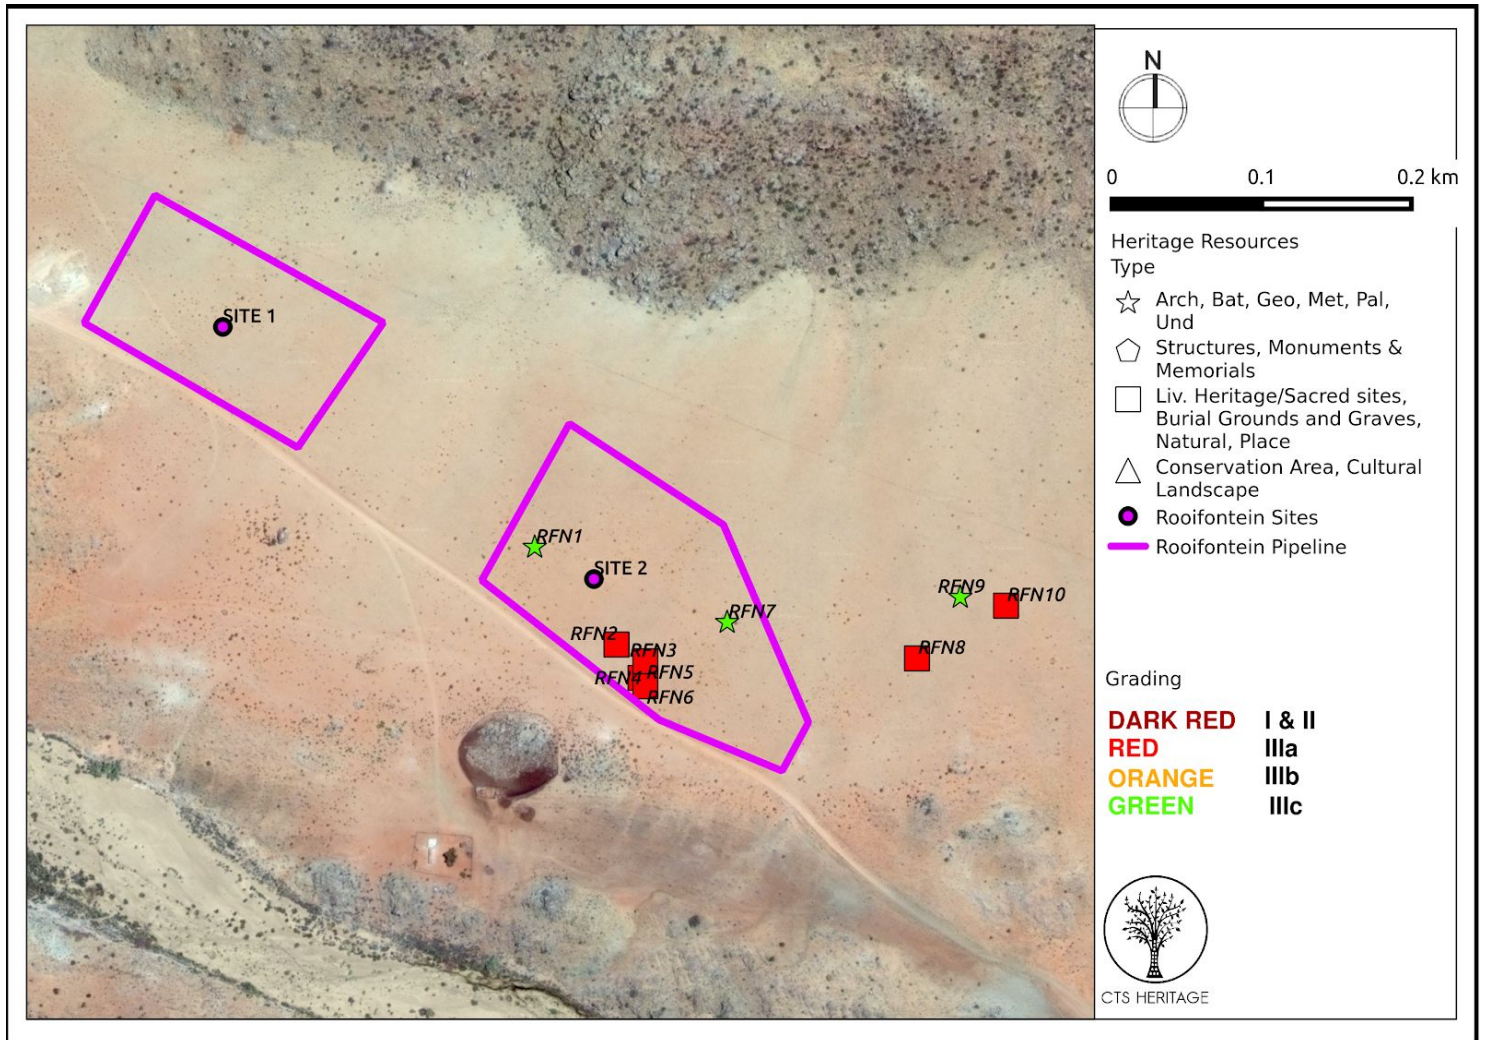 N
0 0.1 0.2 km
Heritage Resources
Type
Arch, Bat, Geo, Met, Pal,
Und
Structures, Monuments &
Memorials
Liv. Heritage/Sacred sites,
Burial Grounds and Graves,
Natural, Place
Conservation Area, Cultural
Landscape
Rooifontein Sites
Rooifontein Pipeline
Grading
DARK RED I & II
RED IIIa
ORANGE IIIb
GREEN IIIc
CTS HERITAGE
SITE 1
RFN1
SITE 2
RFN9
RFN10
RFN7
RFN2
RFN3
RFN8
RFN4
RFN5
RFN6